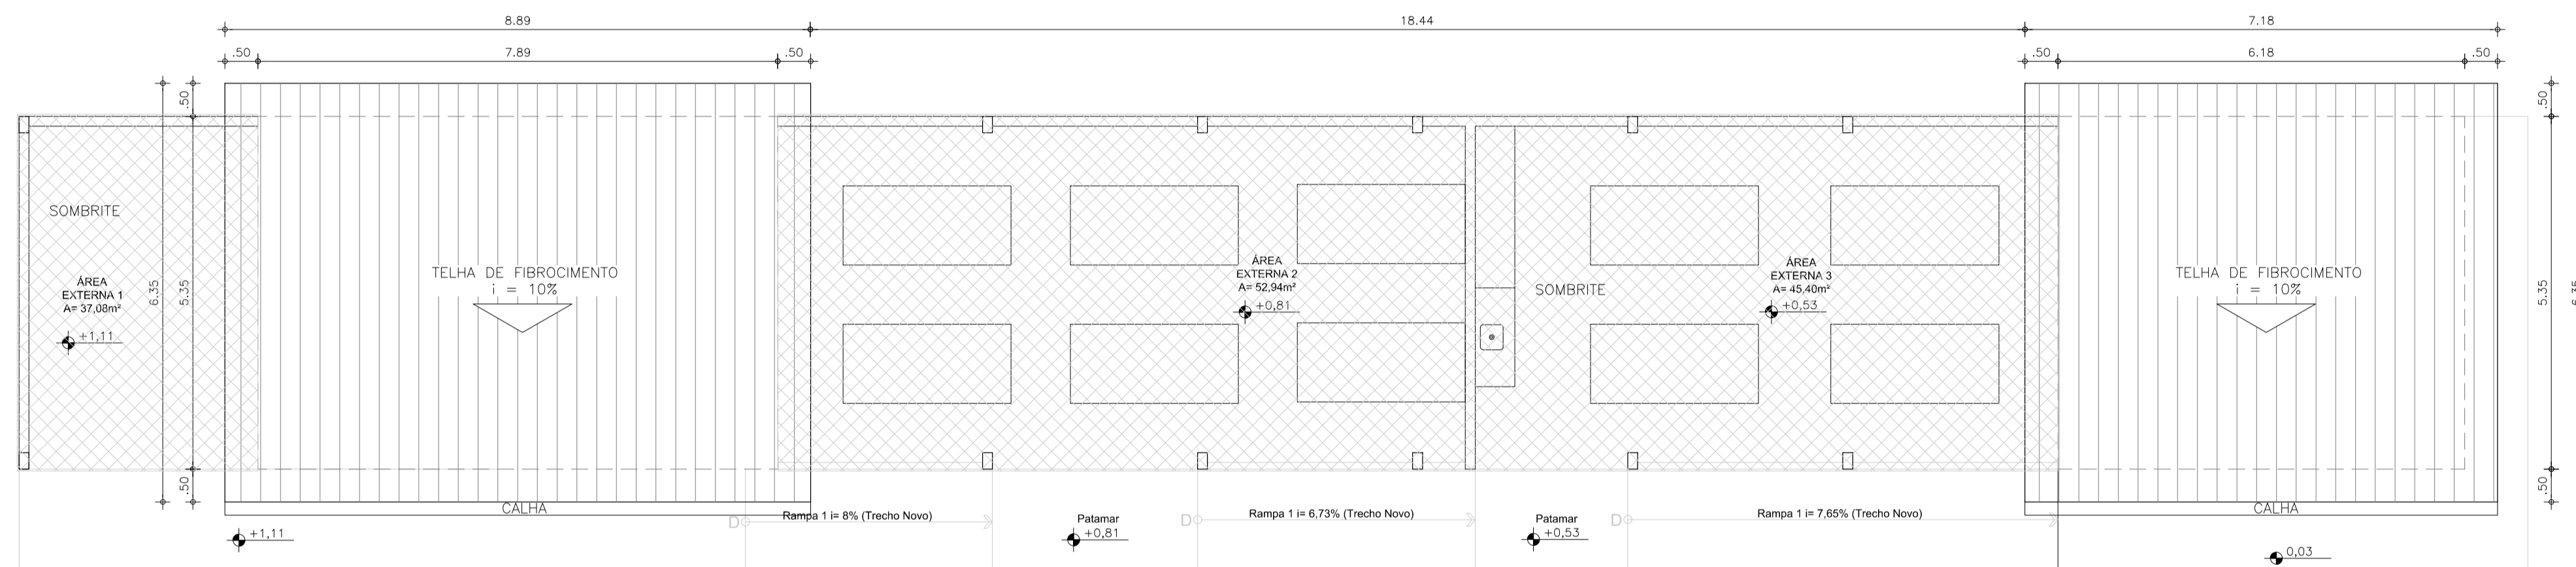 8.89
18.44
7.18
.50
7.89
.50
.50
6.18
.50
.50
.50
SOMBRITE
ÁREA
EXTERNA 1
A= 37,08m²
+1,11
6.35
5.35
TELHA DE FIBROCIMENTO
i = 10%
ÁREA
EXTERNA 2
A= 52,94m²
+0,81
SOMBRITE
ÁREA
EXTERNA 3
A= 45,40m²
+0,53
TELHA DE FIBROCIMENTO
i = 10%
5.35
.50
.50
CALHA
CALHA
D
Rampa 1 i= 8% (Trecho Novo)
Patamar
+0,81
D
Rampa 1 i= 6,73% (Trecho Novo)
Patamar
+0,53
D
Rampa 1 i= 7,65% (Trecho Novo)
+1,11
0,03